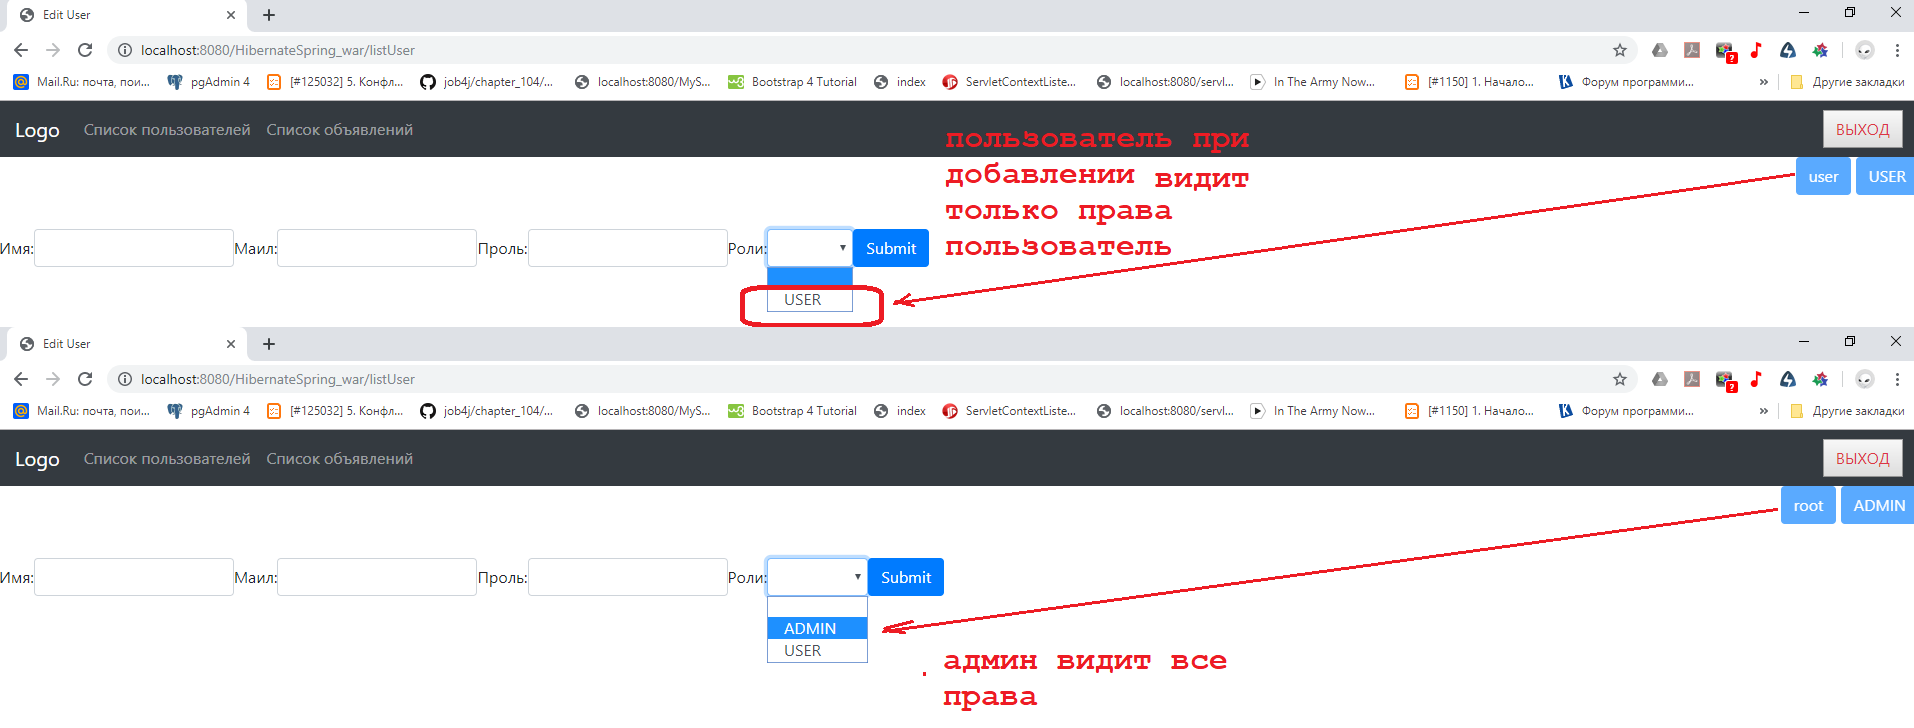 Edit User
localhost:8080/HibernateSpring_war/listUser
Mail.Ru: почта, пои... pgAdmin 4 [#125032] 5. Конфл... job4j/chapter_104/... localhost:8080/MyS... Bootstrap 4 Tutorial index ServletContextListe... localhost:8080/servl... In The Army Now... [#1150] 1. Начало... Форум программи... » Другие закладки
Logo Список пользователей Список объявлений ВЫХОД
пользователь при
добавлении видит
только права
пользователь
user USER
Имя: Маил: Проль: Роли: Submit
USER
Edit User
localhost:8080/HibernateSpring_war/listUser
Mail.Ru: почта, пои... pgAdmin 4 [#125032] 5. Конфл... job4j/chapter_104/... localhost:8080/MyS... Bootstrap 4 Tutorial index ServletContextListe... localhost:8080/servl... In The Army Now... [#1150] 1. Начало... Форум программи... » Другие закладки
Logo Список пользователей Список объявлений ВЫХОД
root ADMIN
Имя: Маил: Проль: Роли: Submit
ADMIN
USER
админ видит все
права